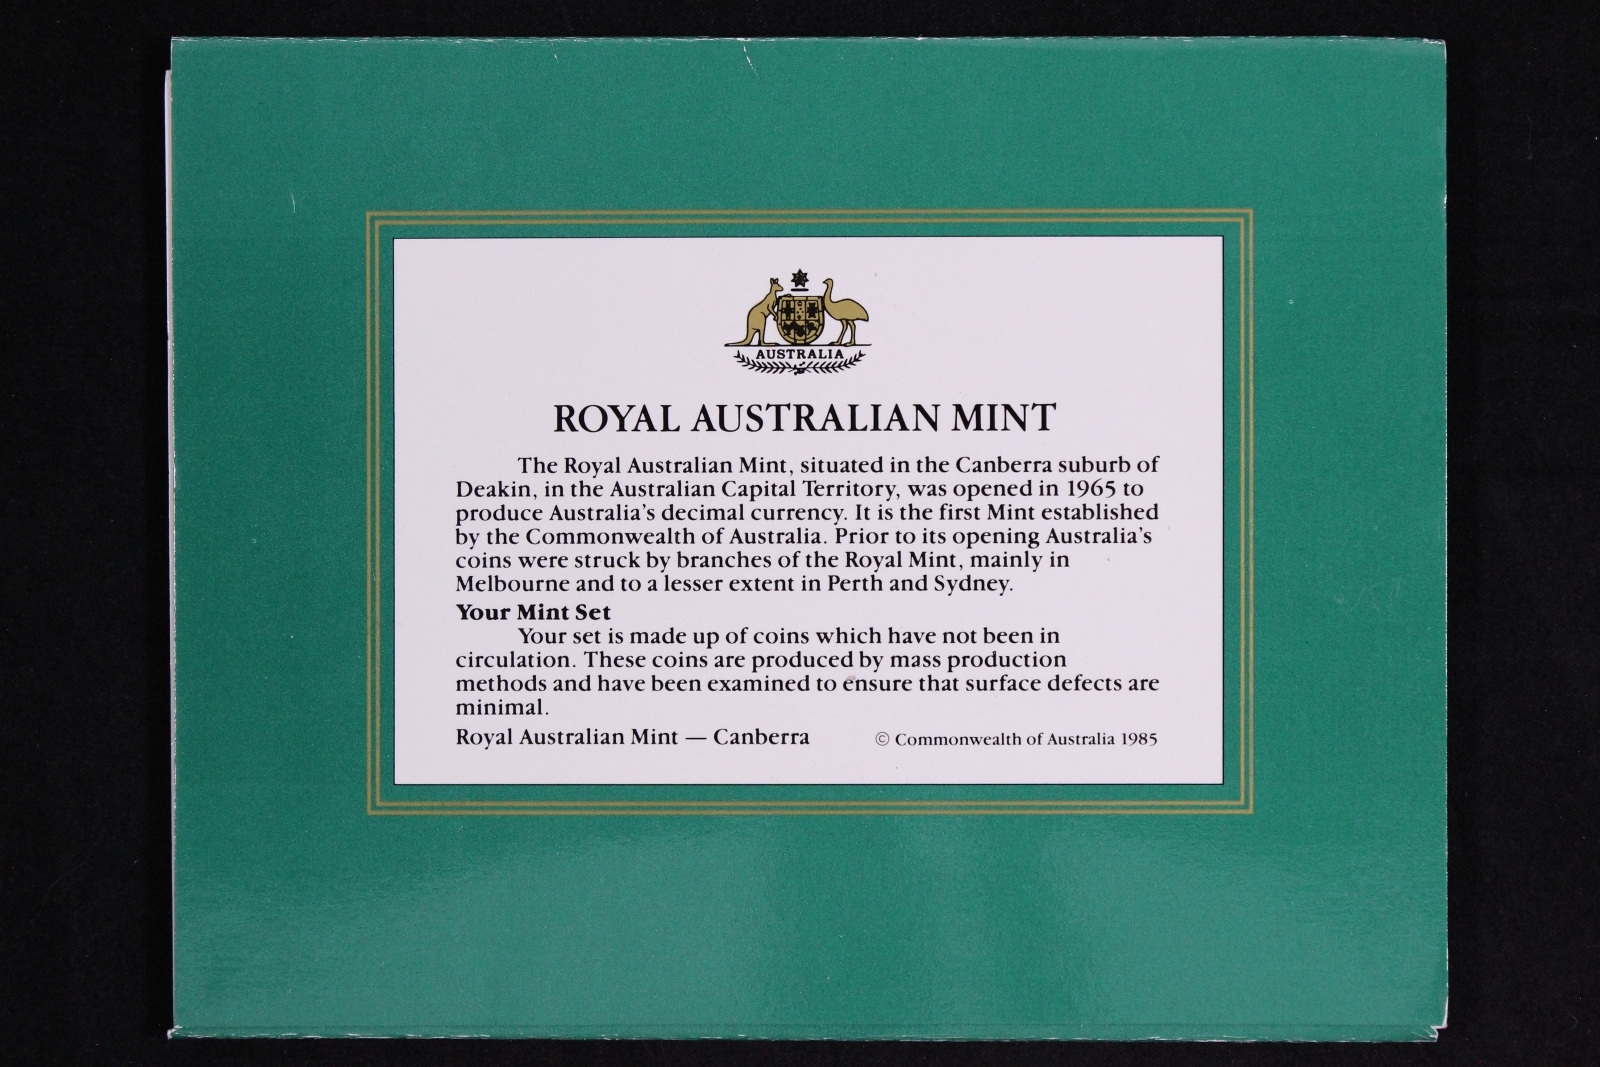 AUSTRALIA
ROYAL AUSTRALIAN MINT
The Royal Australian Mint, situated in the Canberra suburb of
Deakin, in the Australian Capital Territory, was opened in 1965 to
produce Australia's decimal currency. It is the first Mint established
by the Commonwealth of Australia. Prior to its opening Australia's
coins were struck by branches of the Royal Mint, mainly in
Melbourne and to a lesser extent in Perth and Sydney.
Your Mint Set
Your set is made up of coins which have not been in
circulation. These coins are produced by mass production
methods and have been examined to ensure that surface defects are
minimal.
Royal Australian Mint — Canberra © Commonwealth of Australia 1985